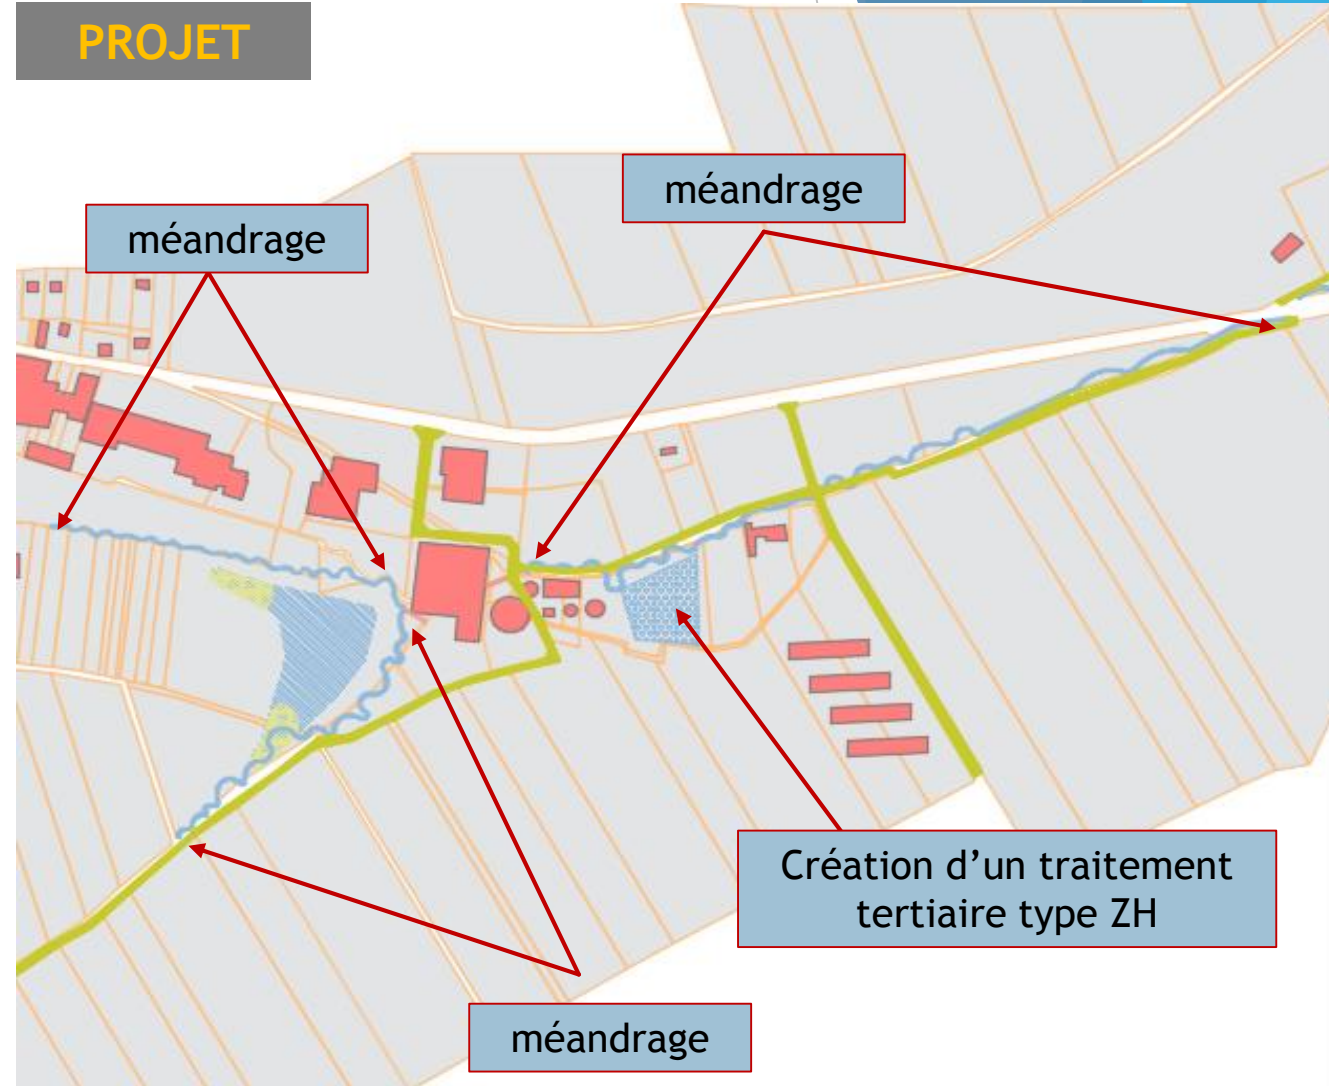 PROJET
méandrage
méandrage
Création d’un traitement
tertiaire type ZH
méandrage